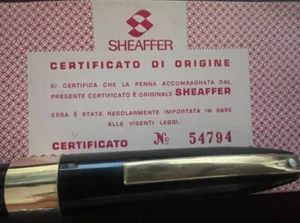 SHEAFFER
CERTIFICATO DI ORIGINE
SI CERTIFICA CHE LA PENNA ACCOMPAGNATA DAL
PRESENTE CERTIFICATO È ORIGINALE SHEAFFER
ESSA È STATA REGOLARMENTE IMPORTATA IN BASE
ALLE VIGENTI LEGGI.
CERTIFICATO № 54794